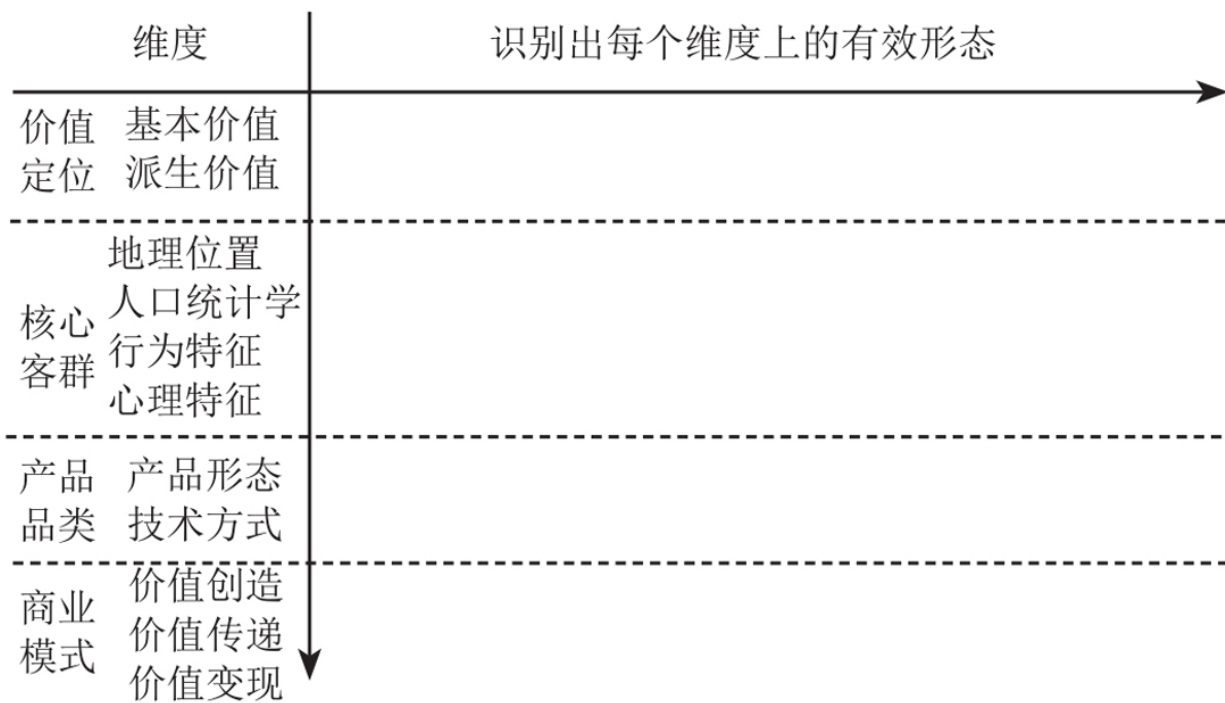 维度 识别出每个维度上的有效形态
价值定位
基本价值
派生价值
核心客群
地理位置
人口统计学
行为特征
心理特征
产品品类
产品形态
技术方式
商业模式
价值创造
价值传递
价值变现